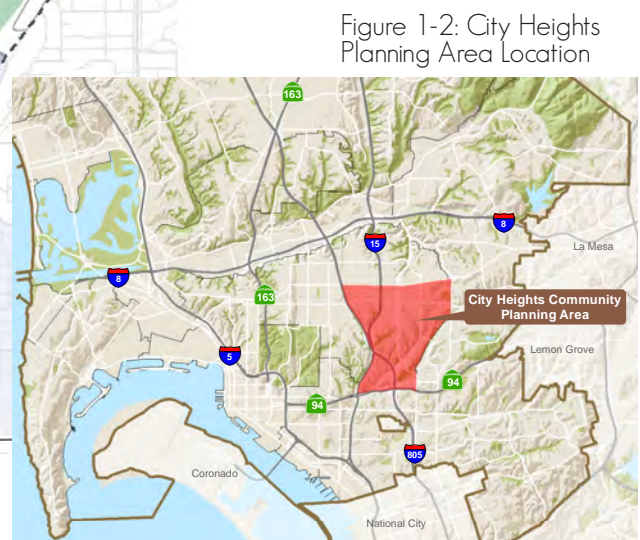 Figure 1-2: City Heights
Planning Area Location
163
8
15
La Mesa
8
163
City Heights Community
Planning Area
5
Lemon Grove
94
94
805
Coronado
National City